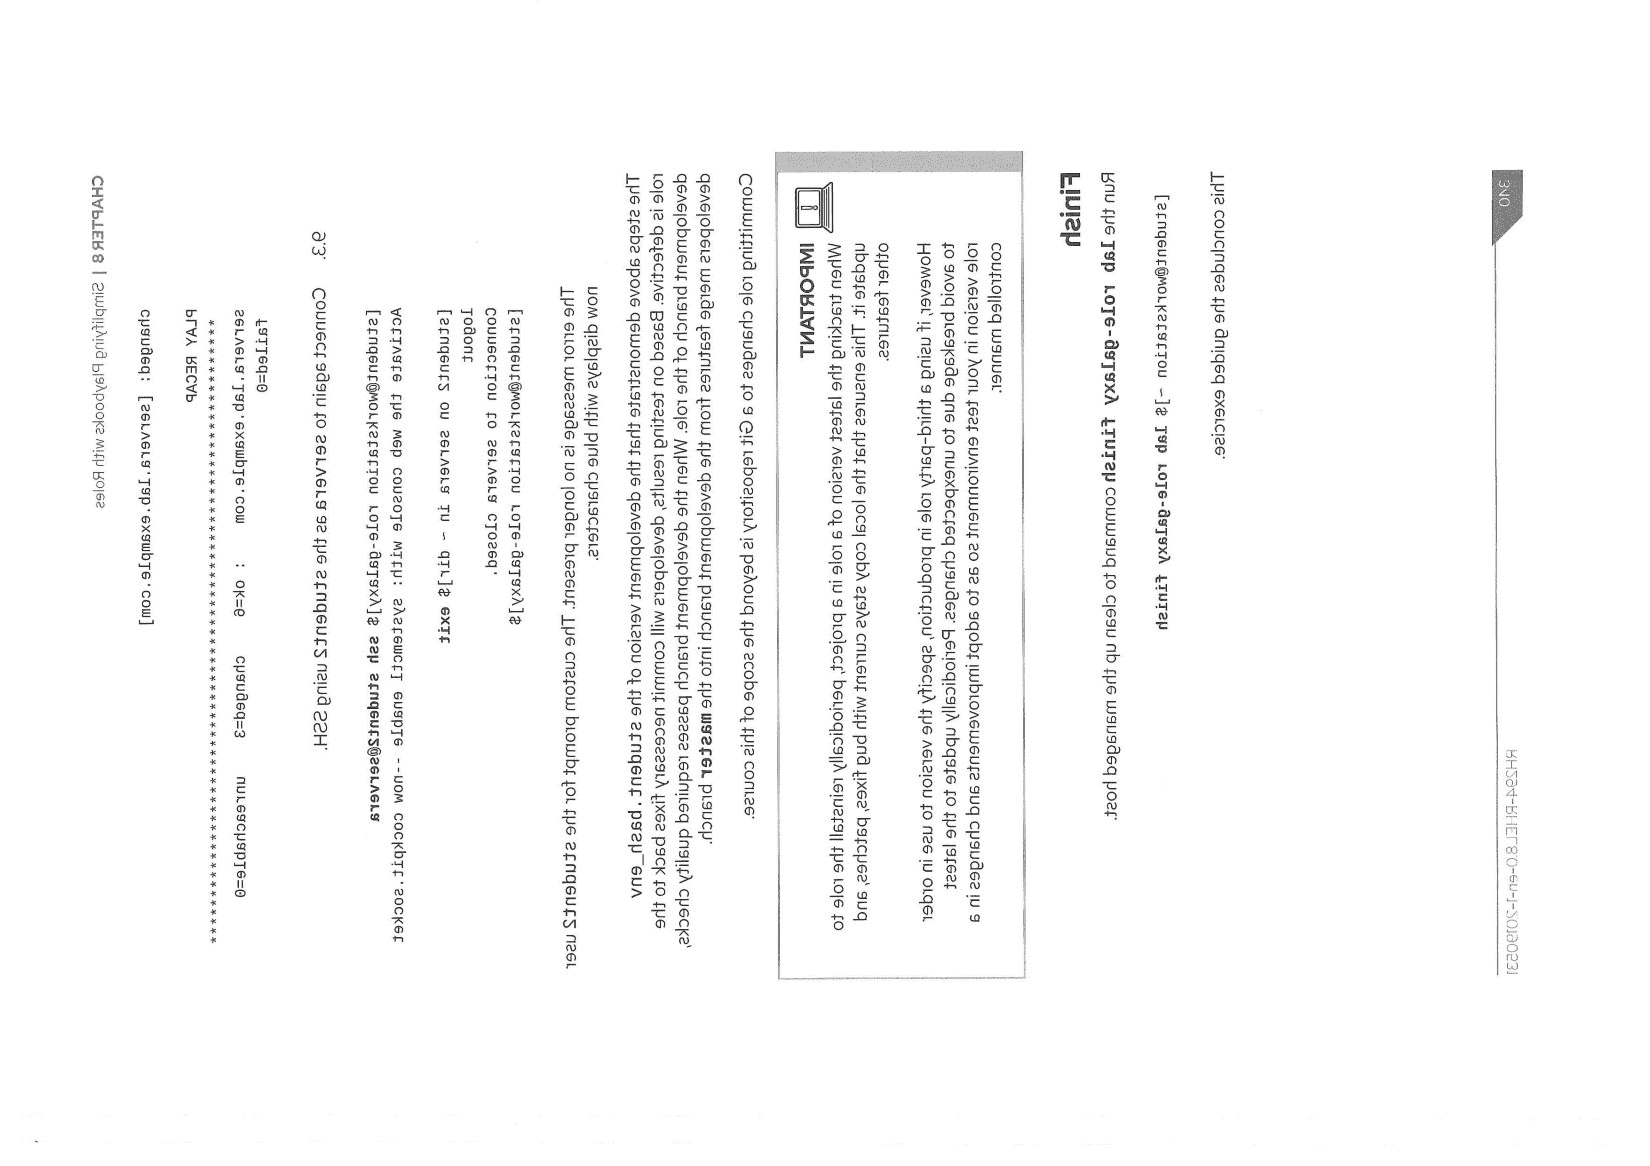 CHAPTER 8 | Simplifying Playbooks with Roles
changed: [servera.lab.example.com]
PLAY RECAP
*********************************************************************
servera.lab.example.com : ok=6 changed=3 unreachable=0
failed=0
9.3. Connect again to servera as the student2 using SSH.
[student@workstation role-galaxy]$ ssh student2@servera
Activate the web console with: systemctl enable --now cockpit.socket
[student2 on servera in ~ dir]$ exit
logout
Connection to servera closed.
[student@workstation role-galaxy]$
The error message is no longer present. The custom prompt for the student2 user
now displays with blue characters.
The steps above demonstrate that the development version of the student.bash_env
role is defective. Based on testing results, developers will commit necessary fixes back to the
development branch of the role. When the development branch passes required quality checks,
developers merge features from the development branch into the master branch.
Committing role changes to a Git repository is beyond the scope of this course.
IMPORTANT
When tracking the latest version of a role in a project, periodically reinstall the role to
update it. This ensures that the local copy stays current with bug fixes, patches, and
other features.
However, if using a third-party role in production, specify the version to use in order
to avoid breakage due to unexpected changes. Periodically update to the latest
role version in your test environment so as to adopt improvements and changes in a
controlled manner.
Finish
Run the lab role-galaxy finish command to clean up the managed host.
[student@workstation ~]$ lab role-galaxy finish
This concludes the guided exercise.
340
RH294-RHEL8.0-en-1-20190531